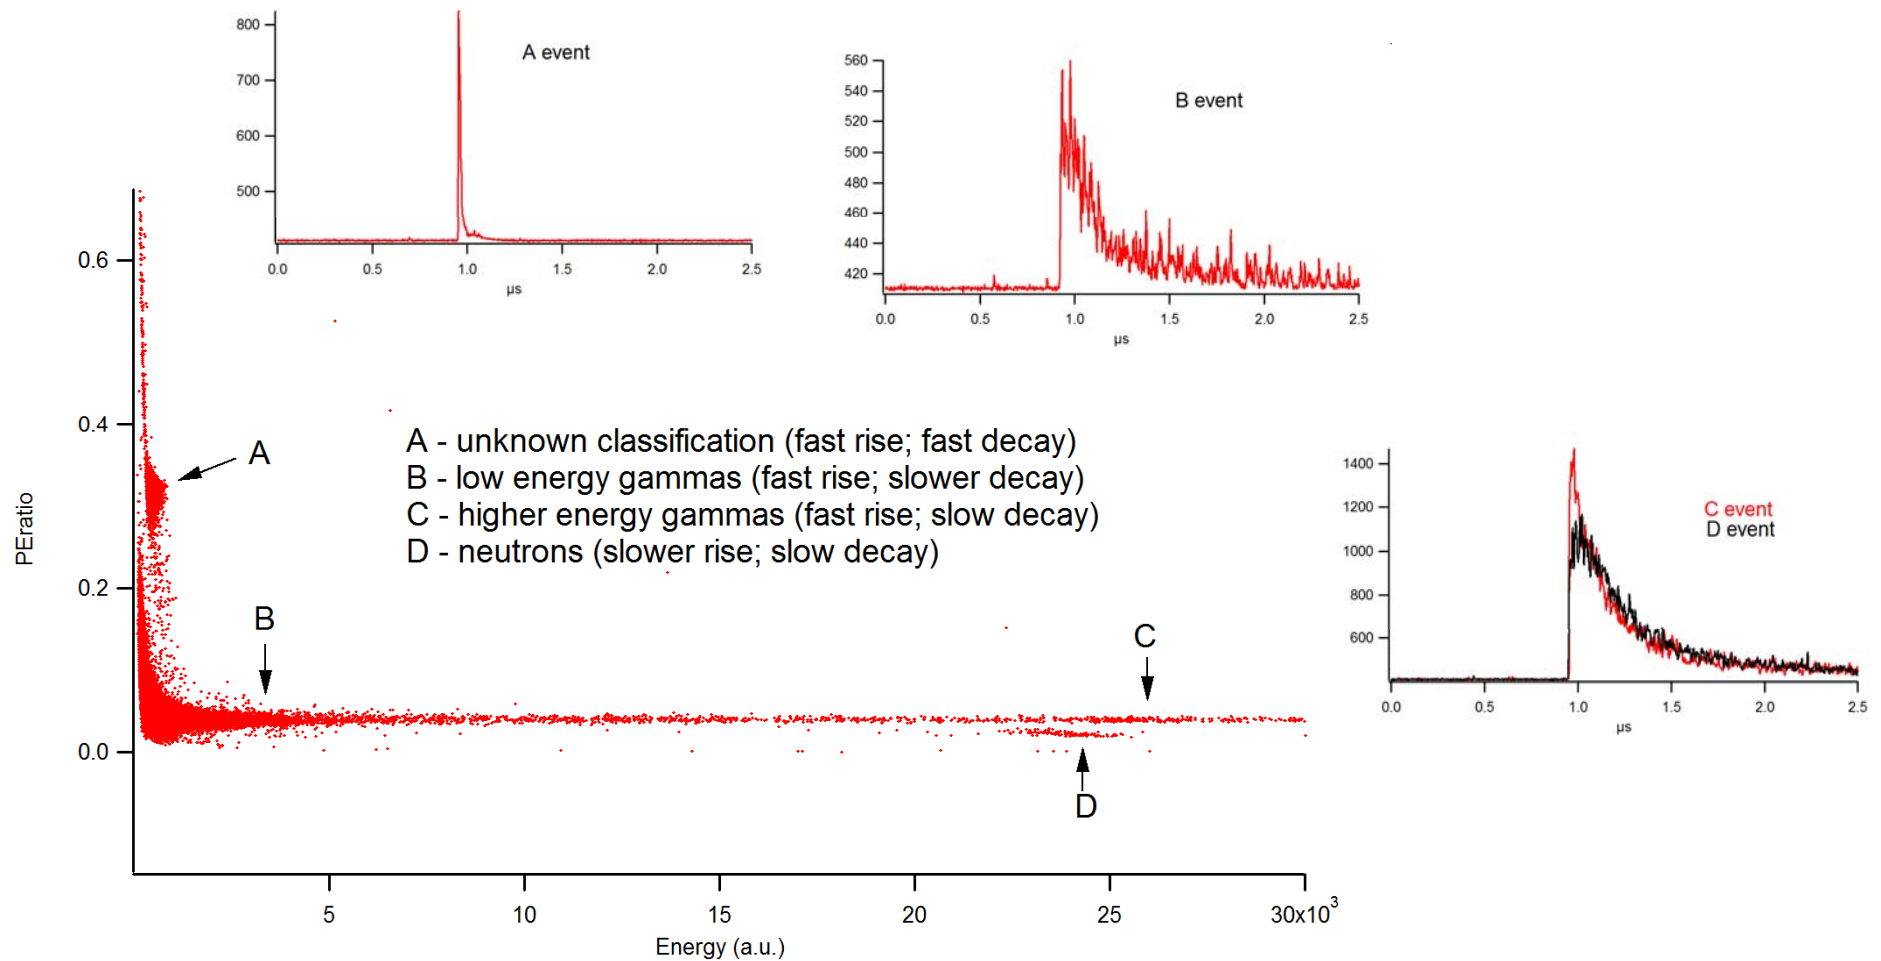 800
700
600
500
A event
0.0 0.5 1.0 1.5 2.0 2.5
µs
560
540
520
500
480
460
440
420
B event
0.0 0.5 1.0 1.5 2.0 2.5
µs
A - unknown classification (fast rise; fast decay)
B - low energy gammas (fast rise; slower decay)
C - higher energy gammas (fast rise; slow decay)
D - neutrons (slower rise; slow decay)
1400
1200
1000
800
600
C event
D event
0.0 0.5 1.0 1.5 2.0 2.5
µs
PEratio
0.6
0.4
0.2
0.0
A
B
C
D
5 10 15 20 25 30x10³
Energy (a.u.)